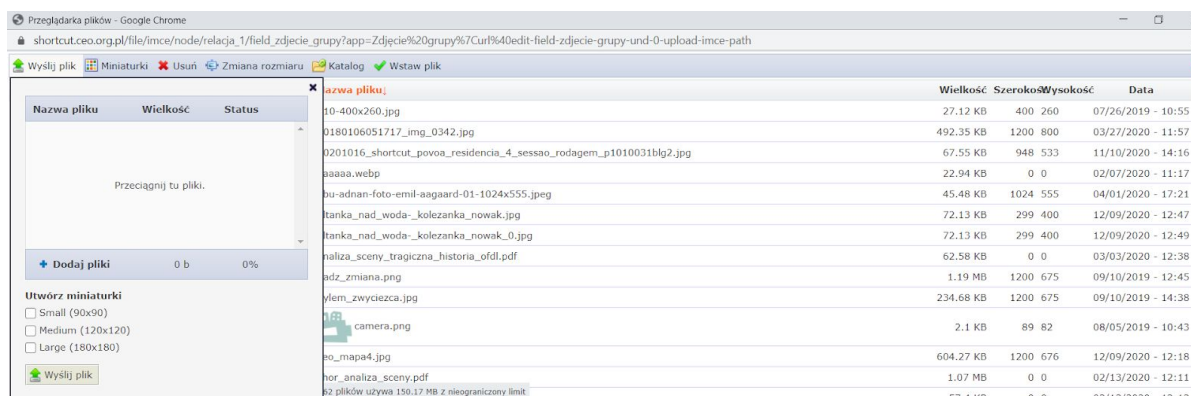 Przeglądarka plików - Google Chrome
shortcut.ceo.org.pl/file/imce/node/relacja_1/field_zdjecie_grupy?app=Zdjęcie%20grupy%7Curl%40edit-field-zdjecie-grupy-und-0-upload-imce-path
Wyślij plik Miniaturki Usuń Zmiana rozmiaru Katalog Wstaw plik
Nazwa pliku Wielkość Status
Przeciągnij tu pliki.
Dodaj pliki 0 b 0%
Utwórz miniaturki
Small (90x90)
Medium (120x120)
Large (180x180)
Wyślij plik
azwa pliku↓ Wielkość Szerokość Wysokość Data
10-400x260.jpg 27.12 KB 400 260 07/26/2019 - 10:55
0180106051717_img_0342.jpg 492.35 KB 1200 800 03/27/2020 - 11:57
0201016_shortcut_povoa_residencia_4_sessao_rodagem_p1010031blg2.jpg 67.55 KB 948 533 11/10/2020 - 14:16
aaaaa.webp 22.94 KB 0 0 02/07/2020 - 11:17
bu-adnan-foto-emil-aagaard-01-1024x555.jpeg 45.48 KB 1024 555 04/01/2020 - 17:21
ltanka_nad_woda-_kolezanka_nowak.jpg 72.13 KB 299 400 12/09/2020 - 12:47
ltanka_nad_woda-_kolezanka_nowak_0.jpg 72.13 KB 299 400 12/09/2020 - 12:49
naliza_sceny_tragiczna_historia_ofdl.pdf 62.58 KB 0 0 03/03/2020 - 12:38
adz_zmiana.png 1.19 MB 1200 675 09/10/2019 - 12:45
ylem_zwyciezca.jpg 234.68 KB 1200 675 09/10/2019 - 14:38
camera.png 2.1 KB 89 82 08/05/2019 - 10:43
eo_mapa4.jpg 604.27 KB 1200 676 12/09/2020 - 12:18
hor_analiza_sceny.pdf 1.07 MB 0 0 02/13/2020 - 12:11
62 plików używa 150.17 MB z nieograniczony limit